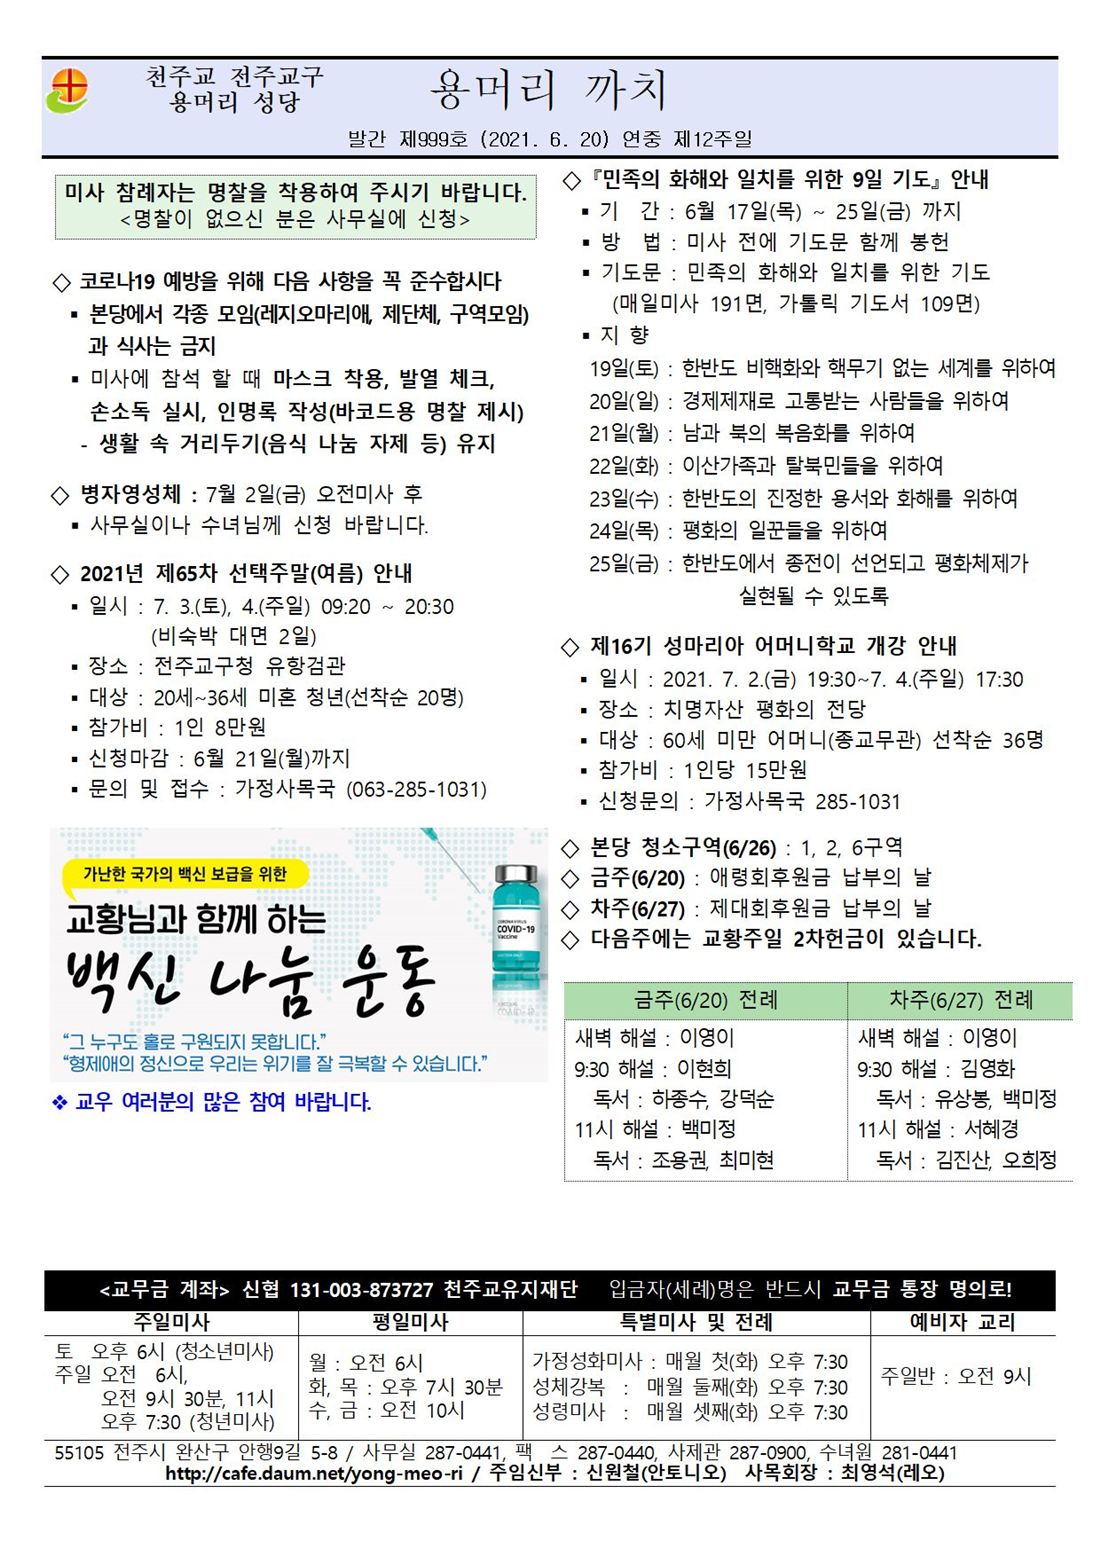 천주교 전주교구
용머리 성당
용머리 까치
발간 제999호 (2021. 6. 20) 연중 제12주일
미사 참례자는 명찰을 착용하여 주시기 바랍니다.
<명찰이 없으신 분은 사무실에 신청>
◇ 코로나19 예방을 위해 다음 사항을 꼭 준수합시다
▪ 본당에서 각종 모임(레지오마리애, 제단체, 구역모임)
과 식사는 금지
▪ 미사에 참석 할 때 마스크 착용, 발열 체크,
손소독 실시, 인명록 작성(바코드용 명찰 제시)
- 생활 속 거리두기(음식 나눔 자제 등) 유지
◇ 병자영성체 : 7월 2일(금) 오전미사 후
▪ 사무실이나 수녀님께 신청 바랍니다.
◇ 2021년 제65차 선택주말(여름) 안내
▪ 일시 : 7. 3.(토), 4.(주일) 09:20 ~ 20:30
(비숙박 대면 2일)
▪ 장소 : 전주교구청 유항검관
▪ 대상 : 20세~36세 미혼 청년(선착순 20명)
▪ 참가비 : 1인 8만원
▪ 신청마감 : 6월 21일(월)까지
▪ 문의 및 접수 : 가정사목국 (063-285-1031)
가난한 국가의 백신 보급을 위한
교황님과 함께 하는
백신 나눔 운동
CORONAVIRUS
COVID-19
Vaccine
“그 누구도 홀로 구원되지 못합니다.”
“형제애의 정신으로 우리는 위기를 잘 극복할 수 있습니다.”
❖ 교우 여러분의 많은 참여 바랍니다.
◇ 『민족의 화해와 일치를 위한 9일 기도』 안내
▪ 기 간 : 6월 17일(목) ~ 25일(금) 까지
▪ 방 법 : 미사 전에 기도문 함께 봉헌
▪ 기도문 : 민족의 화해와 일치를 위한 기도
(매일미사 191면, 가톨릭 기도서 109면)
▪ 지 향
19일(토) : 한반도 비핵화와 핵무기 없는 세계를 위하여
20일(일) : 경제제재로 고통받는 사람들을 위하여
21일(월) : 남과 북의 복음화를 위하여
22일(화) : 이산가족과 탈북민들을 위하여
23일(수) : 한반도의 진정한 용서와 화해를 위하여
24일(목) : 평화의 일꾼들을 위하여
25일(금) : 한반도에서 종전이 선언되고 평화체제가
실현될 수 있도록
◇ 제16기 성마리아 어머니학교 개강 안내
▪ 일시 : 2021. 7. 2.(금) 19:30~7. 4.(주일) 17:30
▪ 장소 : 치명자산 평화의 전당
▪ 대상 : 60세 미만 어머니(종교무관) 선착순 36명
▪ 참가비 : 1인당 15만원
▪ 신청문의 : 가정사목국 285-1031
◇ 본당 청소구역(6/26) : 1, 2, 6구역
◇ 금주(6/20) : 애령회후원금 납부의 날
◇ 차주(6/27) : 제대회후원금 납부의 날
◇ 다음주에는 교황주일 2차헌금이 있습니다.
금주(6/20) 전례 차주(6/27) 전례
새벽 해설 : 이영이 새벽 해설 : 이영이
9:30 해설 : 이현희 9:30 해설 : 김영화
독서 : 하종수, 강덕순 독서 : 유상봉, 백미정
11시 해설 : 백미정 11시 해설 : 서혜경
독서 : 조용권, 최미현 독서 : 김진산, 오희정
<교무금 계좌> 신협 131-003-873727 천주교유지재단 입금자(세례)명은 반드시 교무금 통장 명의로!
주일미사 평일미사 특별미사 및 전례 예비자 교리
토 오후 6시 (청소년미사)
주일 오전 6시,
오전 9시 30분, 11시
오후 7:30 (청년미사)
월 : 오전 6시
화, 목 : 오후 7시 30분
수, 금 : 오전 10시
가정성화미사 : 매월 첫(화) 오후 7:30
성체강복 : 매월 둘째(화) 오후 7:30
성령미사 : 매월 셋째(화) 오후 7:30
주일반 : 오전 9시
55105 전주시 완산구 안행9길 5-8 / 사무실 287-0441, 팩 스 287-0440, 사제관 287-0900, 수녀원 281-0441
http://cafe.daum.net/yong-meo-ri / 주임신부 : 신원철(안토니오) 사목회장 : 최영석(레오)